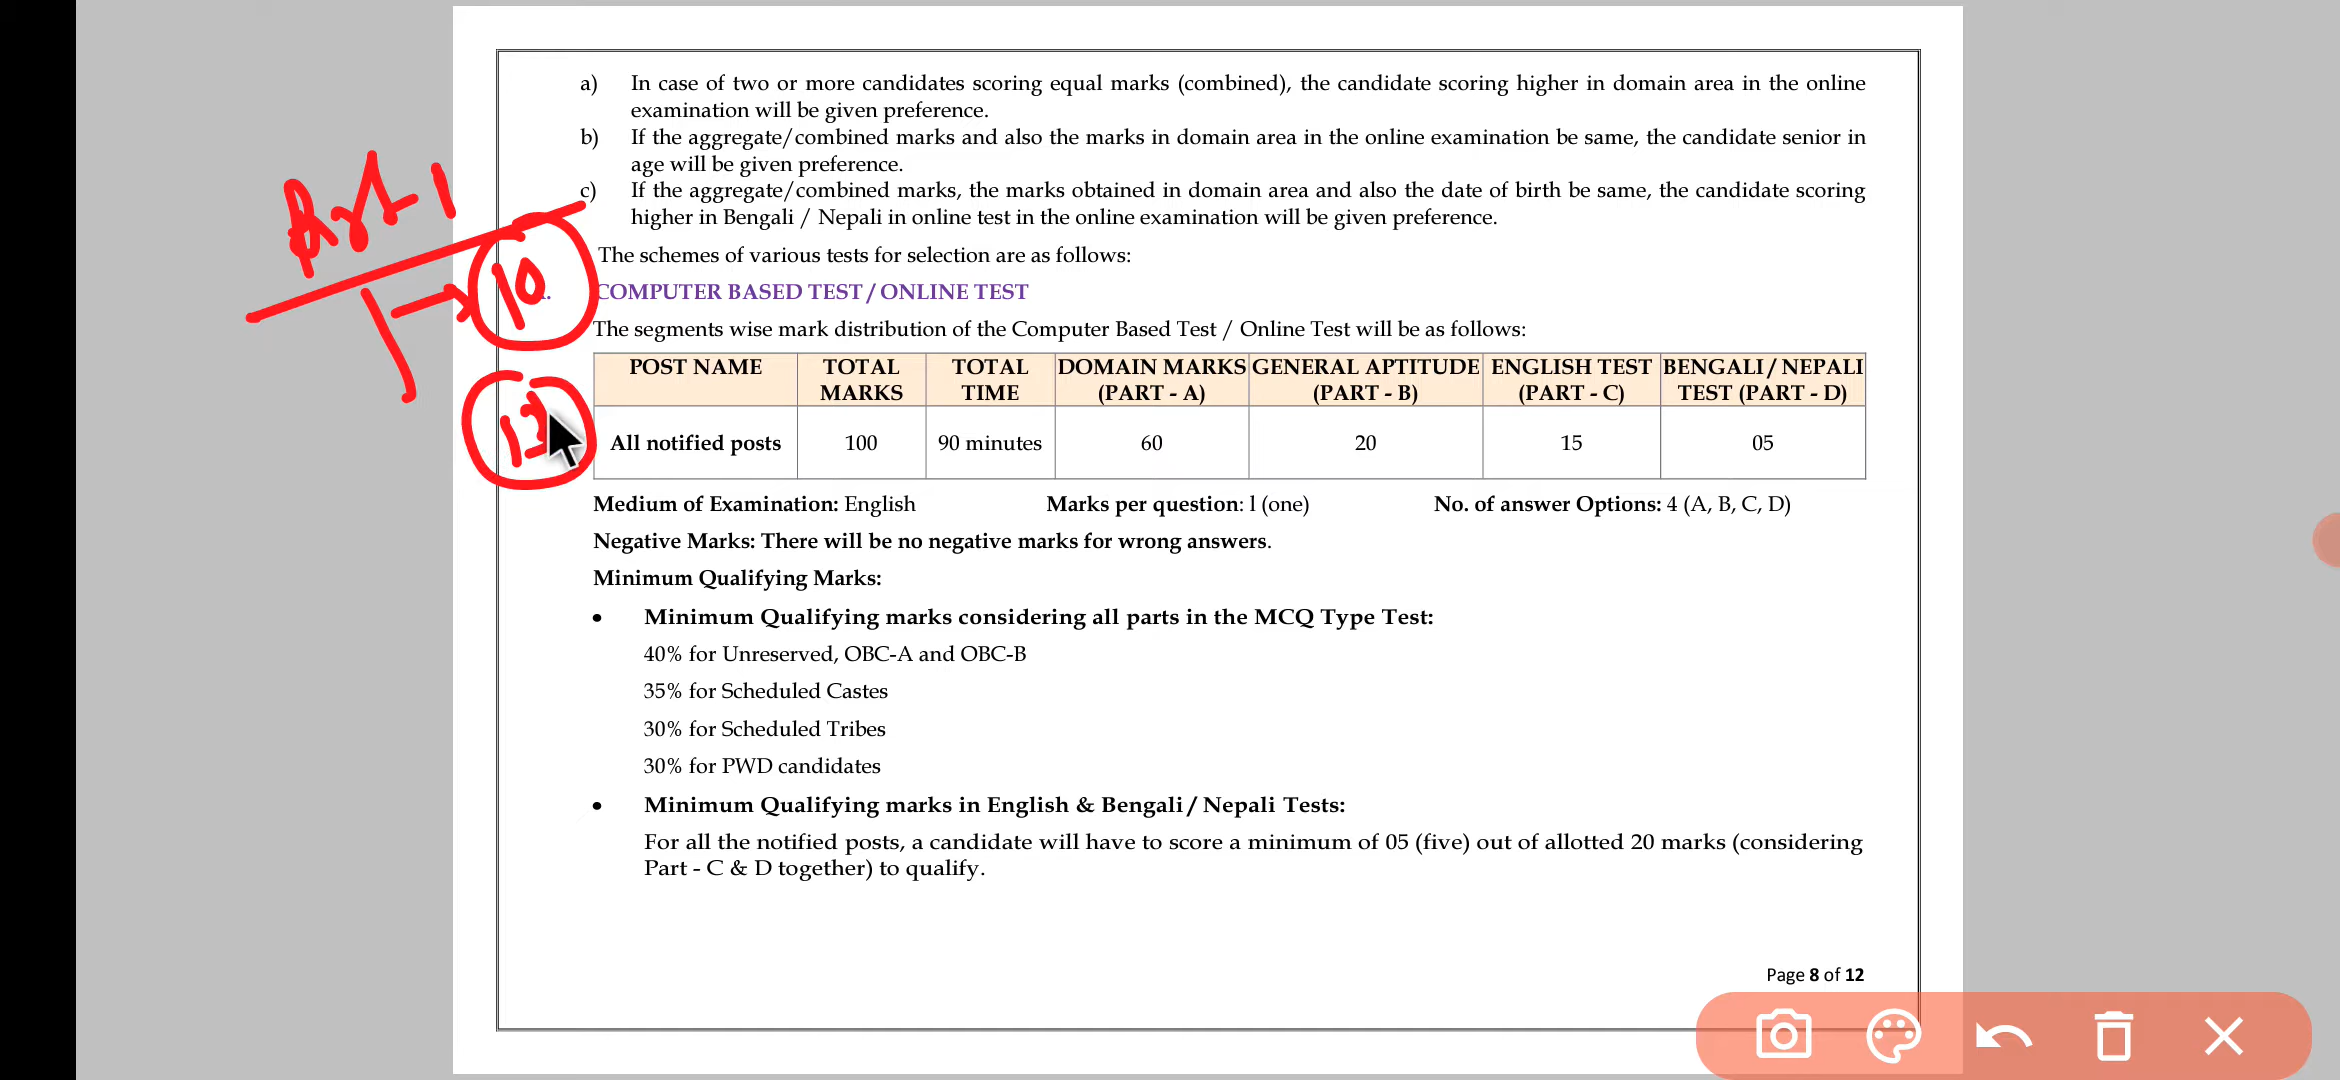 a) In case of two or more candidates scoring equal marks (combined), the candidate scoring higher in domain area in the online
examination will be given preference.
b) If the aggregate/combined marks and also the marks in domain area in the online examination be same, the candidate senior in
age will be given preference.
c) If the aggregate/combined marks, the marks obtained in domain area and also the date of birth be same, the candidate scoring
higher in Bengali / Nepali in online test in the online examination will be given preference.
The schemes of various tests for selection are as follows:
10
COMPUTER BASED TEST / ONLINE TEST
The segments wise mark distribution of the Computer Based Test / Online Test will be as follows:
POST NAME TOTAL MARKS TOTAL TIME DOMAIN MARKS (PART - A) GENERAL APTITUDE (PART - B) ENGLISH TEST (PART - C) BENGALI / NEPALI TEST (PART - D)
All notified posts 100 90 minutes 60 20 15 05
Medium of Examination: English Marks per question: 1 (one) No. of answer Options: 4 (A, B, C, D)
Negative Marks: There will be no negative marks for wrong answers.
Minimum Qualifying Marks:
• Minimum Qualifying marks considering all parts in the MCQ Type Test:
40% for Unreserved, OBC-A and OBC-B
35% for Scheduled Castes
30% for Scheduled Tribes
30% for PWD candidates
• Minimum Qualifying marks in English & Bengali / Nepali Tests:
For all the notified posts, a candidate will have to score a minimum of 05 (five) out of allotted 20 marks (considering
Part - C & D together) to qualify.
Page 8 of 12